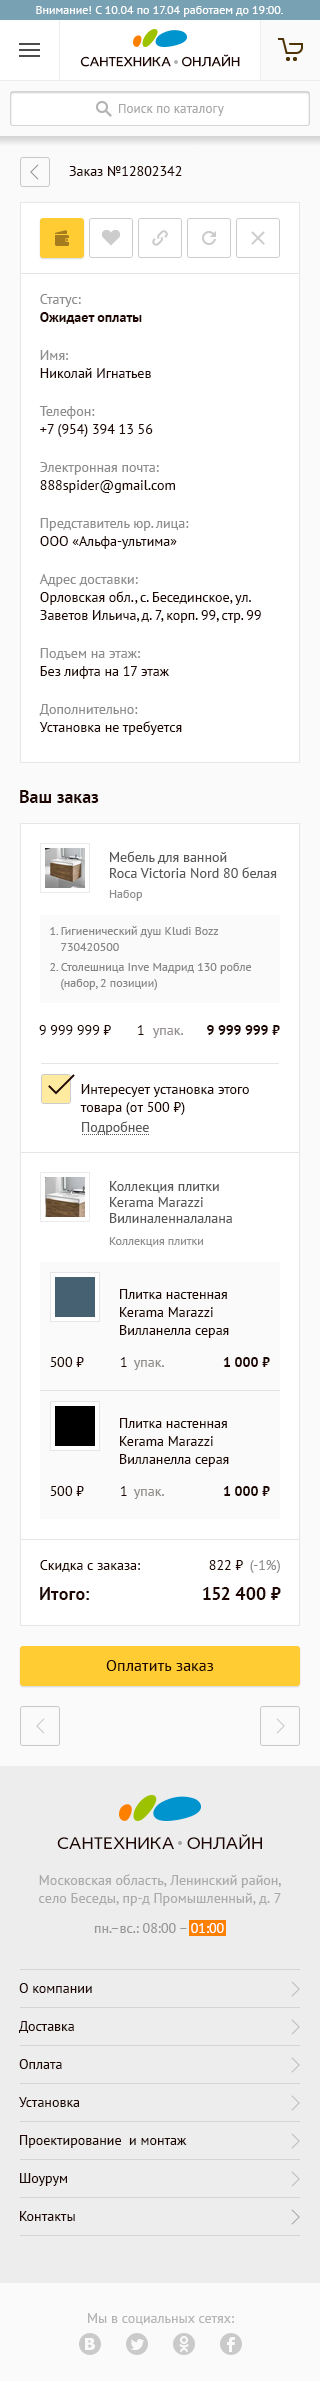 Внимание! С 10.04 по 17.04 работаем до 19:00.
САНТЕХНИКА • ОНЛАЙН
Поиск по каталогу
Заказ №12802342
Статус:
Ожидает оплаты
Имя:
Николай Игнатьев
Телефон:
+7 (954) 394 13 56
Электронная почта:
888spider@gmail.com
Представитель юр. лица:
ООО «Альфа-ультима»
Адрес доставки:
Орловская обл., с. Бесединское, ул.
Заветов Ильича, д. 7, корп. 99, стр. 99
Подъем на этаж:
Без лифта на 17 этаж
Дополнительно:
Установка не требуется
Ваш заказ
Мебель для ванной
Roca Victoria Nord 80 белая
Набор
1. Гигиенический душ Kludi Bozz
730420500
2. Столешница Inve Мадрид 130 робле
(набор, 2 позиции)
9 999 999 ₽ 1 упак. 9 999 999 ₽
Интересует установка этого
товара (от 500 ₽)
Подробнее
Коллекция плитки
Kerama Marazzi
Вилиналенналалана
Коллекция плитки
Плитка настенная
Kerama Marazzi
Вилланелла серая
500 ₽ 1 упак. 1 000 ₽
Плитка настенная
Kerama Marazzi
Вилланелла серая
500 ₽ 1 упак. 1 000 ₽
Скидка с заказа: 822 ₽ (-1%)
Итого: 152 400 ₽
Оплатить заказ
САНТЕХНИКА • ОНЛАЙН
Московская область, Ленинский район,
село Беседы, пр-д Промышленный, д. 7
пн.–вс.: 08:00 – 01:00
О компании
Доставка
Оплата
Установка
Проектирование и монтаж
Шоурум
Контакты
Мы в социальных сетях: